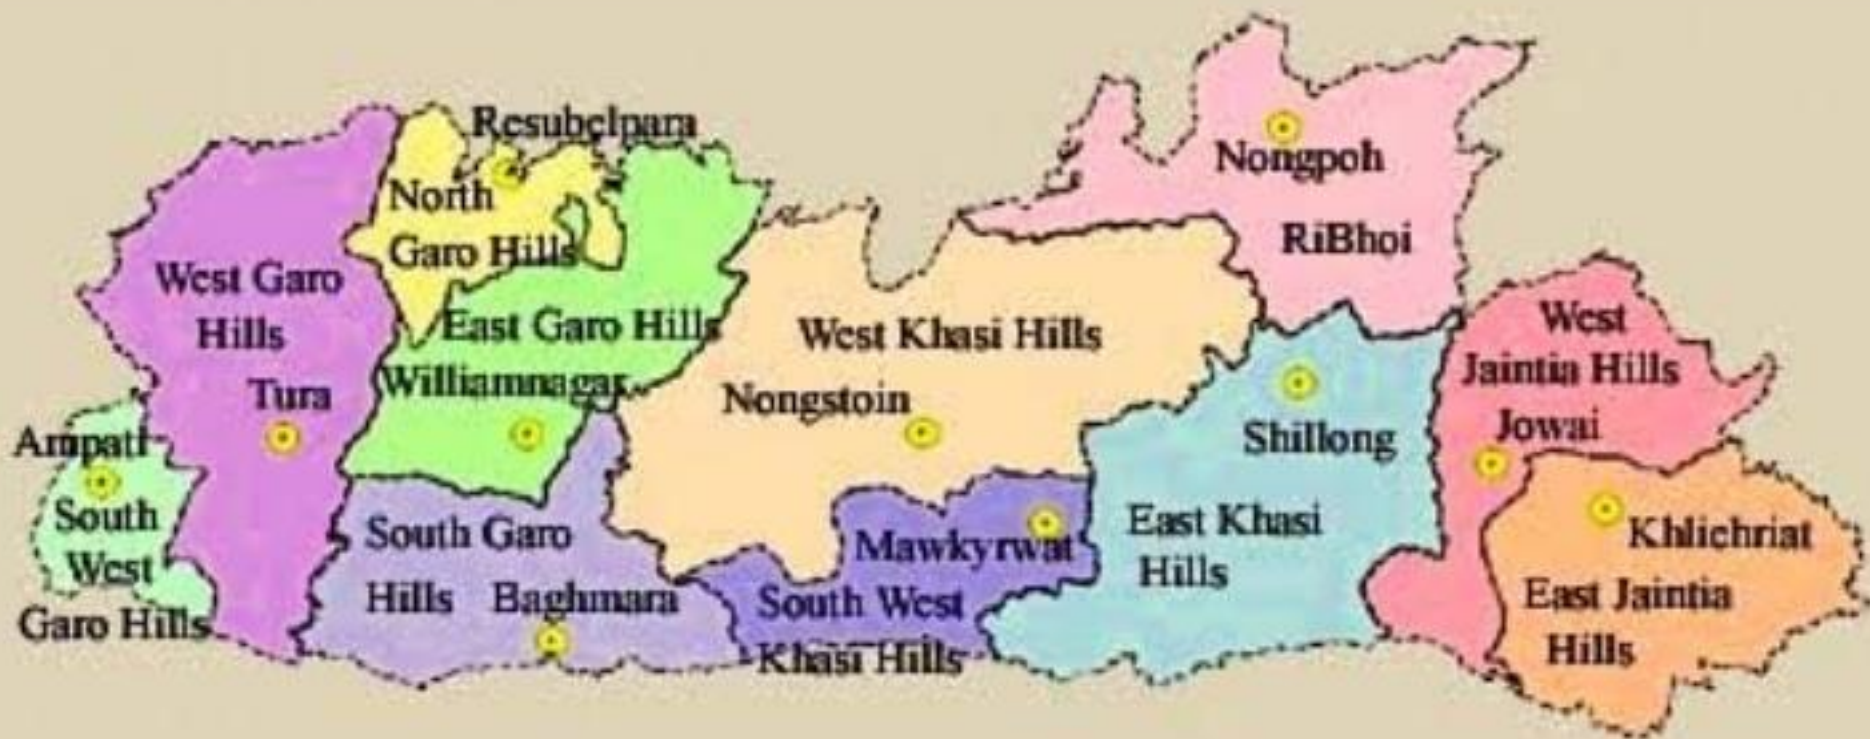 Resubelpara
North
Garo Hills
West Garo
Hills
Tura
East Garo Hills
Williamnagar
Ampati
South
West
Garo Hills
South Garo
Hills
Baghmara
West Khasi Hills
Nongstoin
Mawkyrwat
South West
Khasi Hills
Nongpoh
RiBhoi
Shillong
East Khasi
Hills
West
Jaintia Hills
Jowai
Khliehriat
East Jaintia
Hills